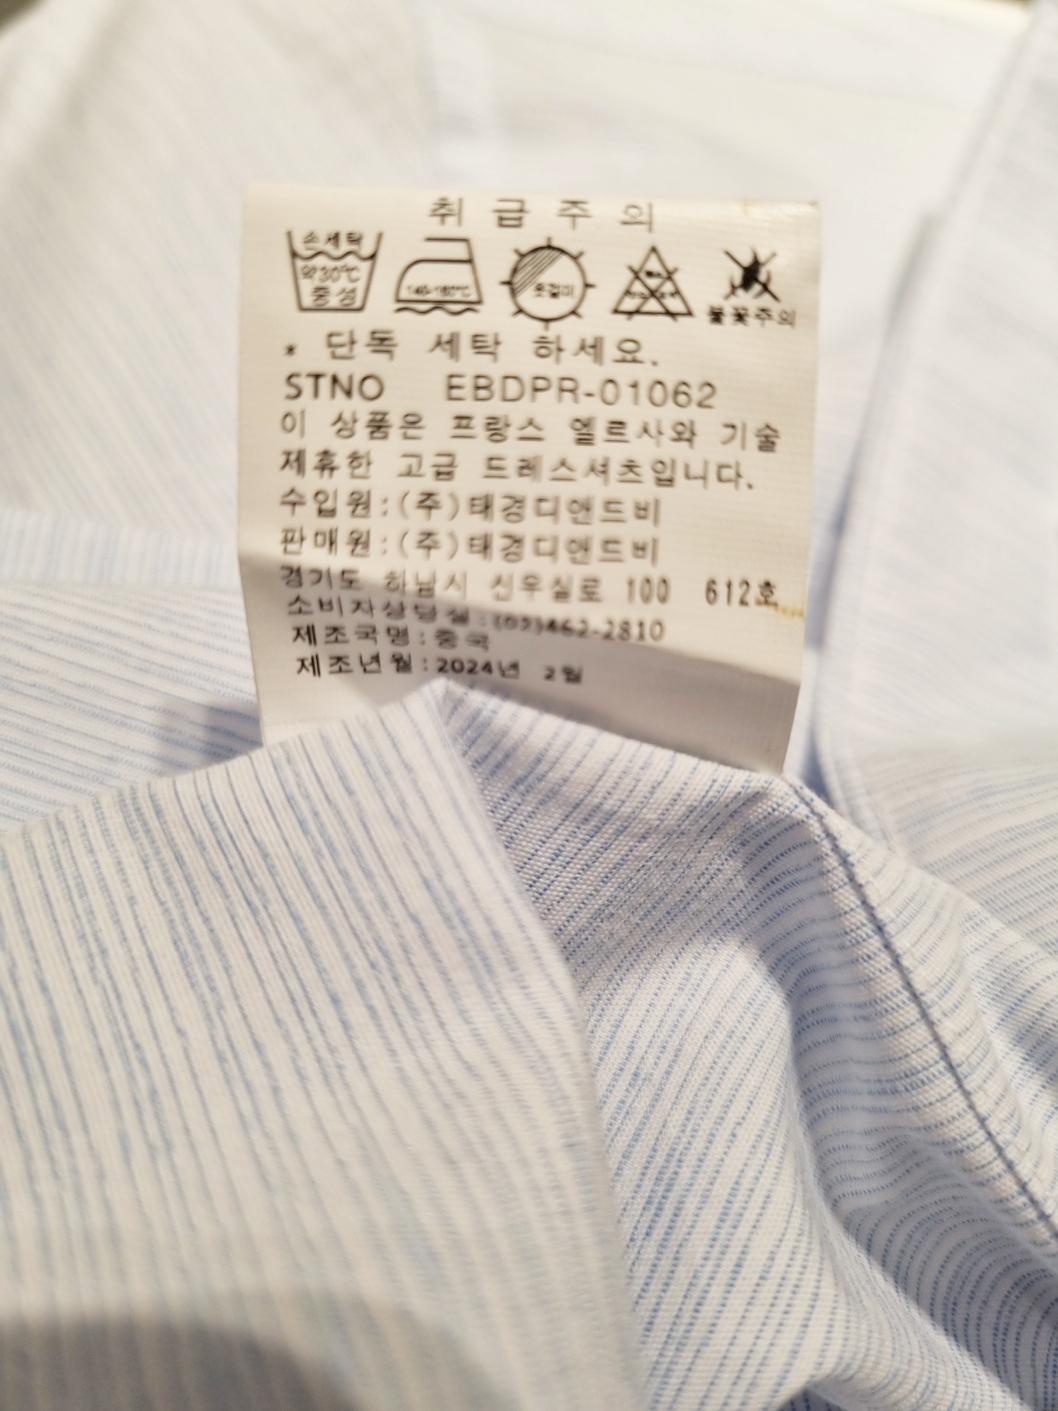 취급주의
손세탁
약30℃
중성
140-160℃
옷걸이
불꽃주의
* 단독 세탁 하세요.
STNO EBDPR-01062
이 상품은 프랑스 엘르사와 기술
제휴한 고급 드레스셔츠입니다.
수입원:(주)태경디앤드비
판매원:(주)태경디앤드비
경기도 하남시 신우실로 100 612호
소비자상담실:(02)462-2810
제조국명:중국
제조년월:2024년 2월